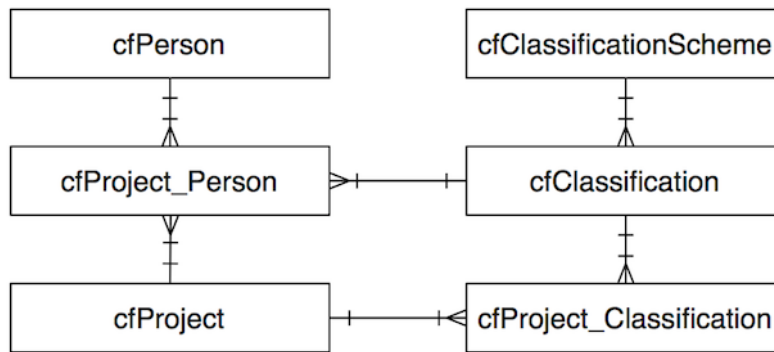 cfPerson
cfClassificationScheme
cfProject_Person
cfClassification
cfProject
cfProject_Classification